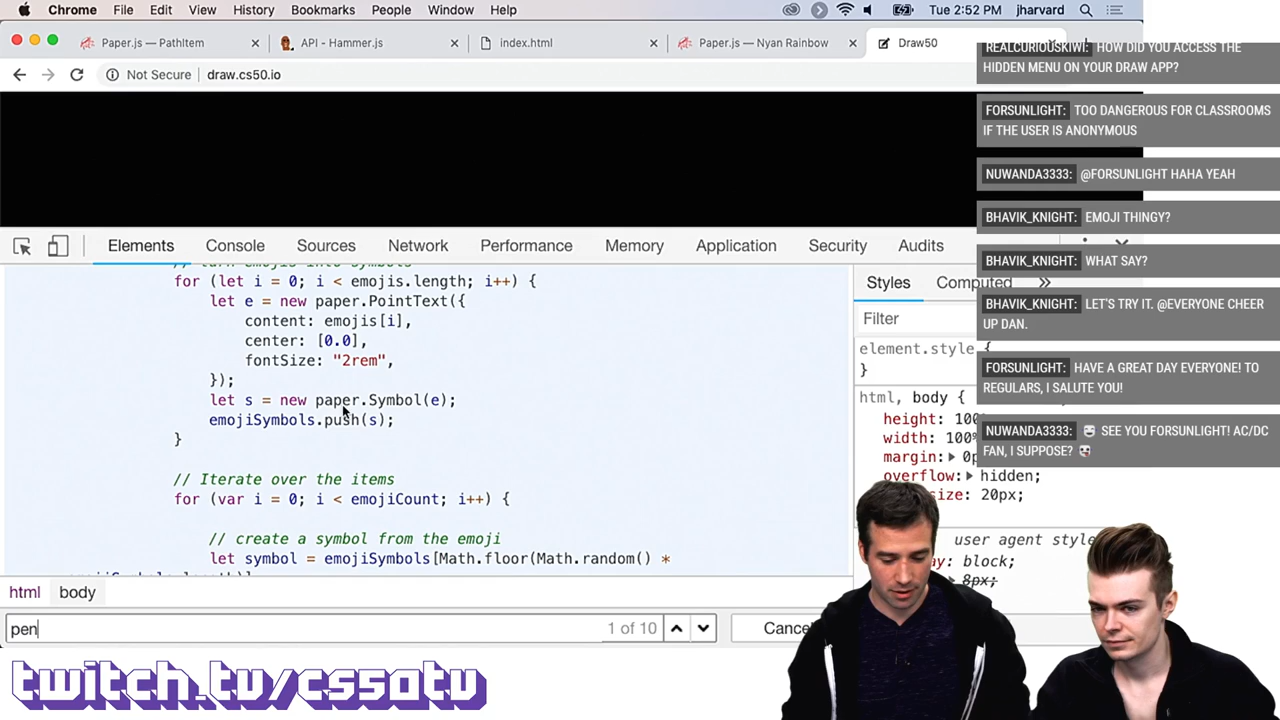 Chrome File Edit View History Bookmarks People Window Help Tue 2:52 PM jharvard
Paper.js — PathItem × API - Hammer.js × index.html × Paper.js — Nyan Rainbow × Draw50
Not Secure | draw.cs50.io
REALCURIOUSKIWI: HOW DID YOU ACCESS THE
HIDDEN MENU ON YOUR DRAW APP?
FORSUNLIGHT: TOO DANGEROUS FOR CLASSROOMS
IF THE USER IS ANONYMOUS
NUWANDA3333: @FORSUNLIGHT HAHA YEAH
BHAVIK_KNIGHT: EMOJI THINGY?
BHAVIK_KNIGHT: WHAT SAY?
BHAVIK_KNIGHT: LET'S TRY IT. @EVERYONE CHEER
UP DAN.
FORSUNLIGHT: HAVE A GREAT DAY EVERYONE! TO
REGULARS, I SALUTE YOU!
NUWANDA3333: SEE YOU FORSUNLIGHT! AC/DC
FAN, I SUPPOSE?
Elements Console Sources Network Performance Memory Application Security Audits
// turn emojis into symbols
for (let i = 0; i < emojis.length; i++) {
let e = new paper.PointText({
content: emojis[i],
center: [0.0],
fontSize: "2rem",
});
let s = new paper.Symbol(e);
emojiSymbols.push(s);
}
// Iterate over the items
for (var i = 0; i < emojiCount; i++) {
// create a symbol from the emoji
let symbol = emojiSymbols[Math.floor(Math.random() *
Styles Computed »
Filter
element.style {
}
html, body {
height: 100
width: 100%
margin: 0p
overflow: hidden;
size: 20px;
user agent style
block;
8px;
html body
pen 1 of 10 Cancel
twitch.tv/cs50tv